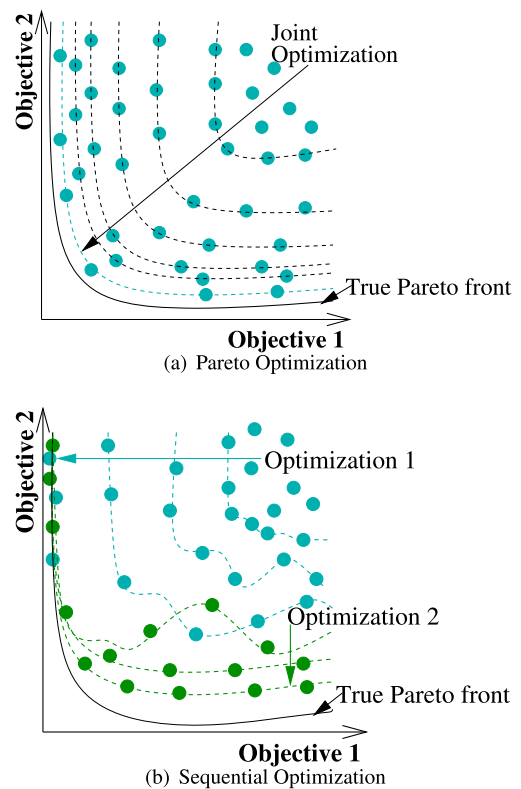 Objective 2
Joint
Optimization
True Pareto front
Objective 1
(a) Pareto Optimization
Objective 2
Optimization 1
Optimization 2
True Pareto front
Objective 1
(b) Sequential Optimization